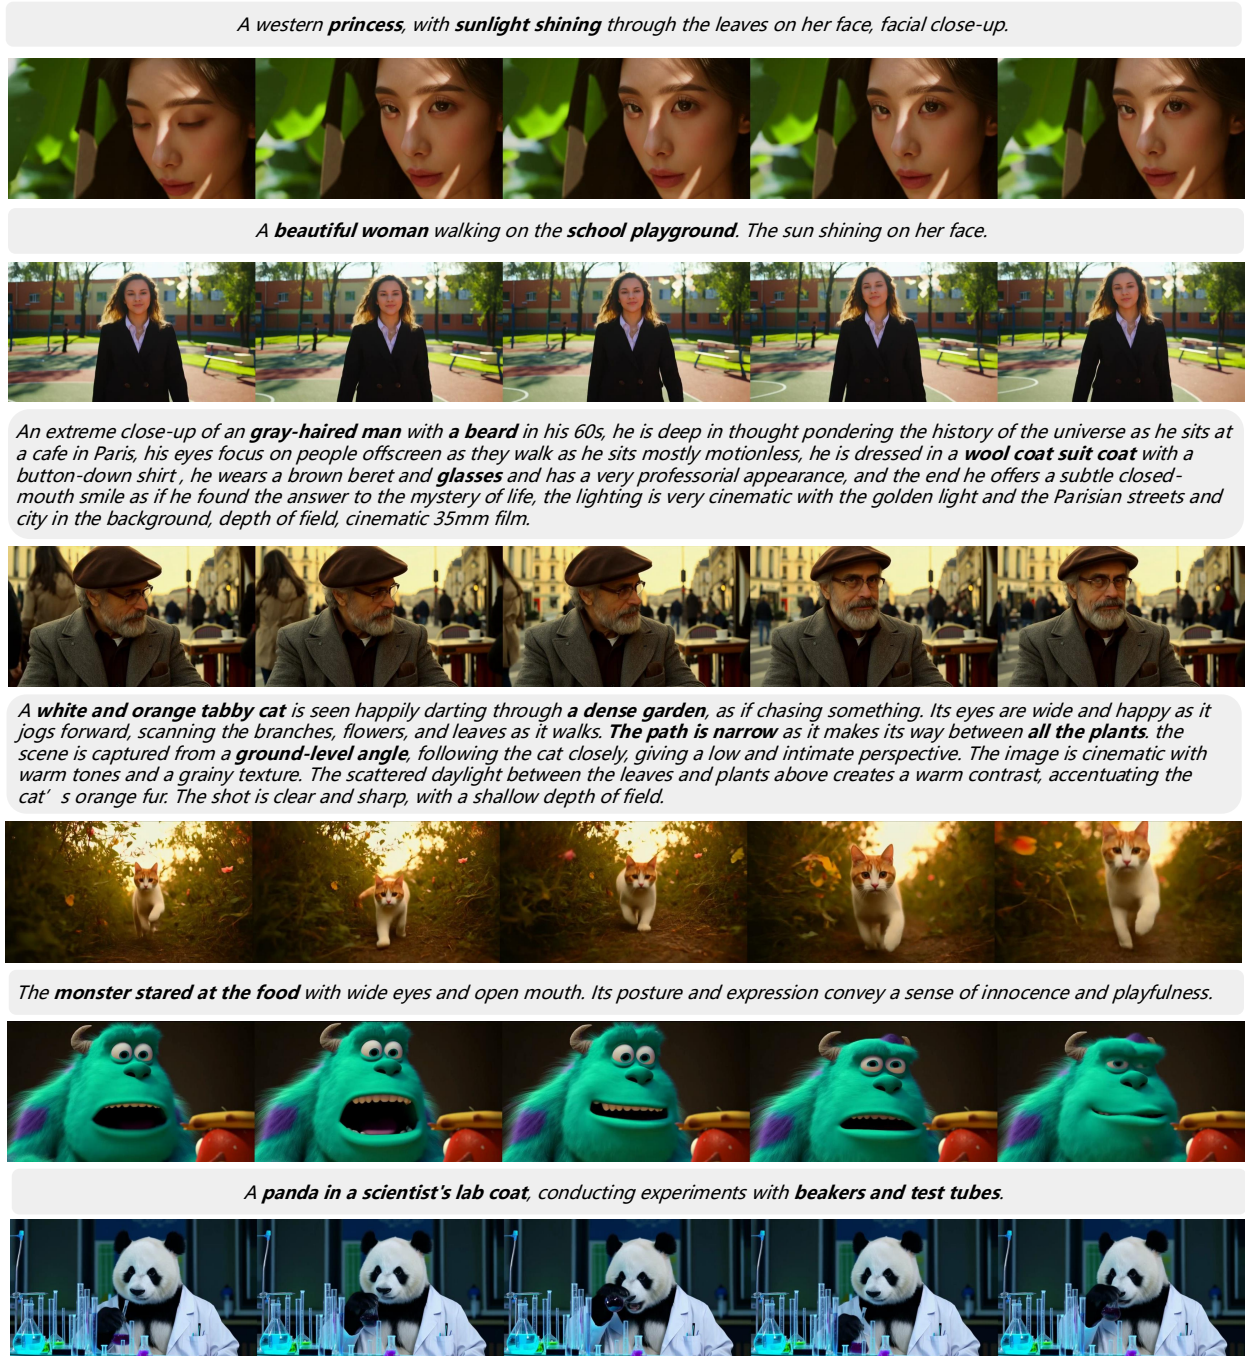 A western princess, with sunlight shining through the leaves on her face, facial close-up.
A beautiful woman walking on the school playground. The sun shining on her face.
An extreme close-up of an gray-haired man with a beard in his 60s, he is deep in thought pondering the history of the universe as he sits at
a cafe in Paris, his eyes focus on people offscreen as they walk as he sits mostly motionless, he is dressed in a wool coat suit coat with a
button-down shirt , he wears a brown beret and glasses and has a very professorial appearance, and the end he offers a subtle closed-
mouth smile as if he found the answer to the mystery of life, the lighting is very cinematic with the golden light and the Parisian streets and
city in the background, depth of field, cinematic 35mm film.
A white and orange tabby cat is seen happily darting through a dense garden, as if chasing something. Its eyes are wide and happy as it
jogs forward, scanning the branches, flowers, and leaves as it walks. The path is narrow as it makes its way between all the plants. the
scene is captured from a ground-level angle, following the cat closely, giving a low and intimate perspective. The image is cinematic with
warm tones and a grainy texture. The scattered daylight between the leaves and plants above creates a warm contrast, accentuating the
cat’ s orange fur. The shot is clear and sharp, with a shallow depth of field.
The monster stared at the food with wide eyes and open mouth. Its posture and expression convey a sense of innocence and playfulness.
A panda in a scientist's lab coat, conducting experiments with beakers and test tubes.